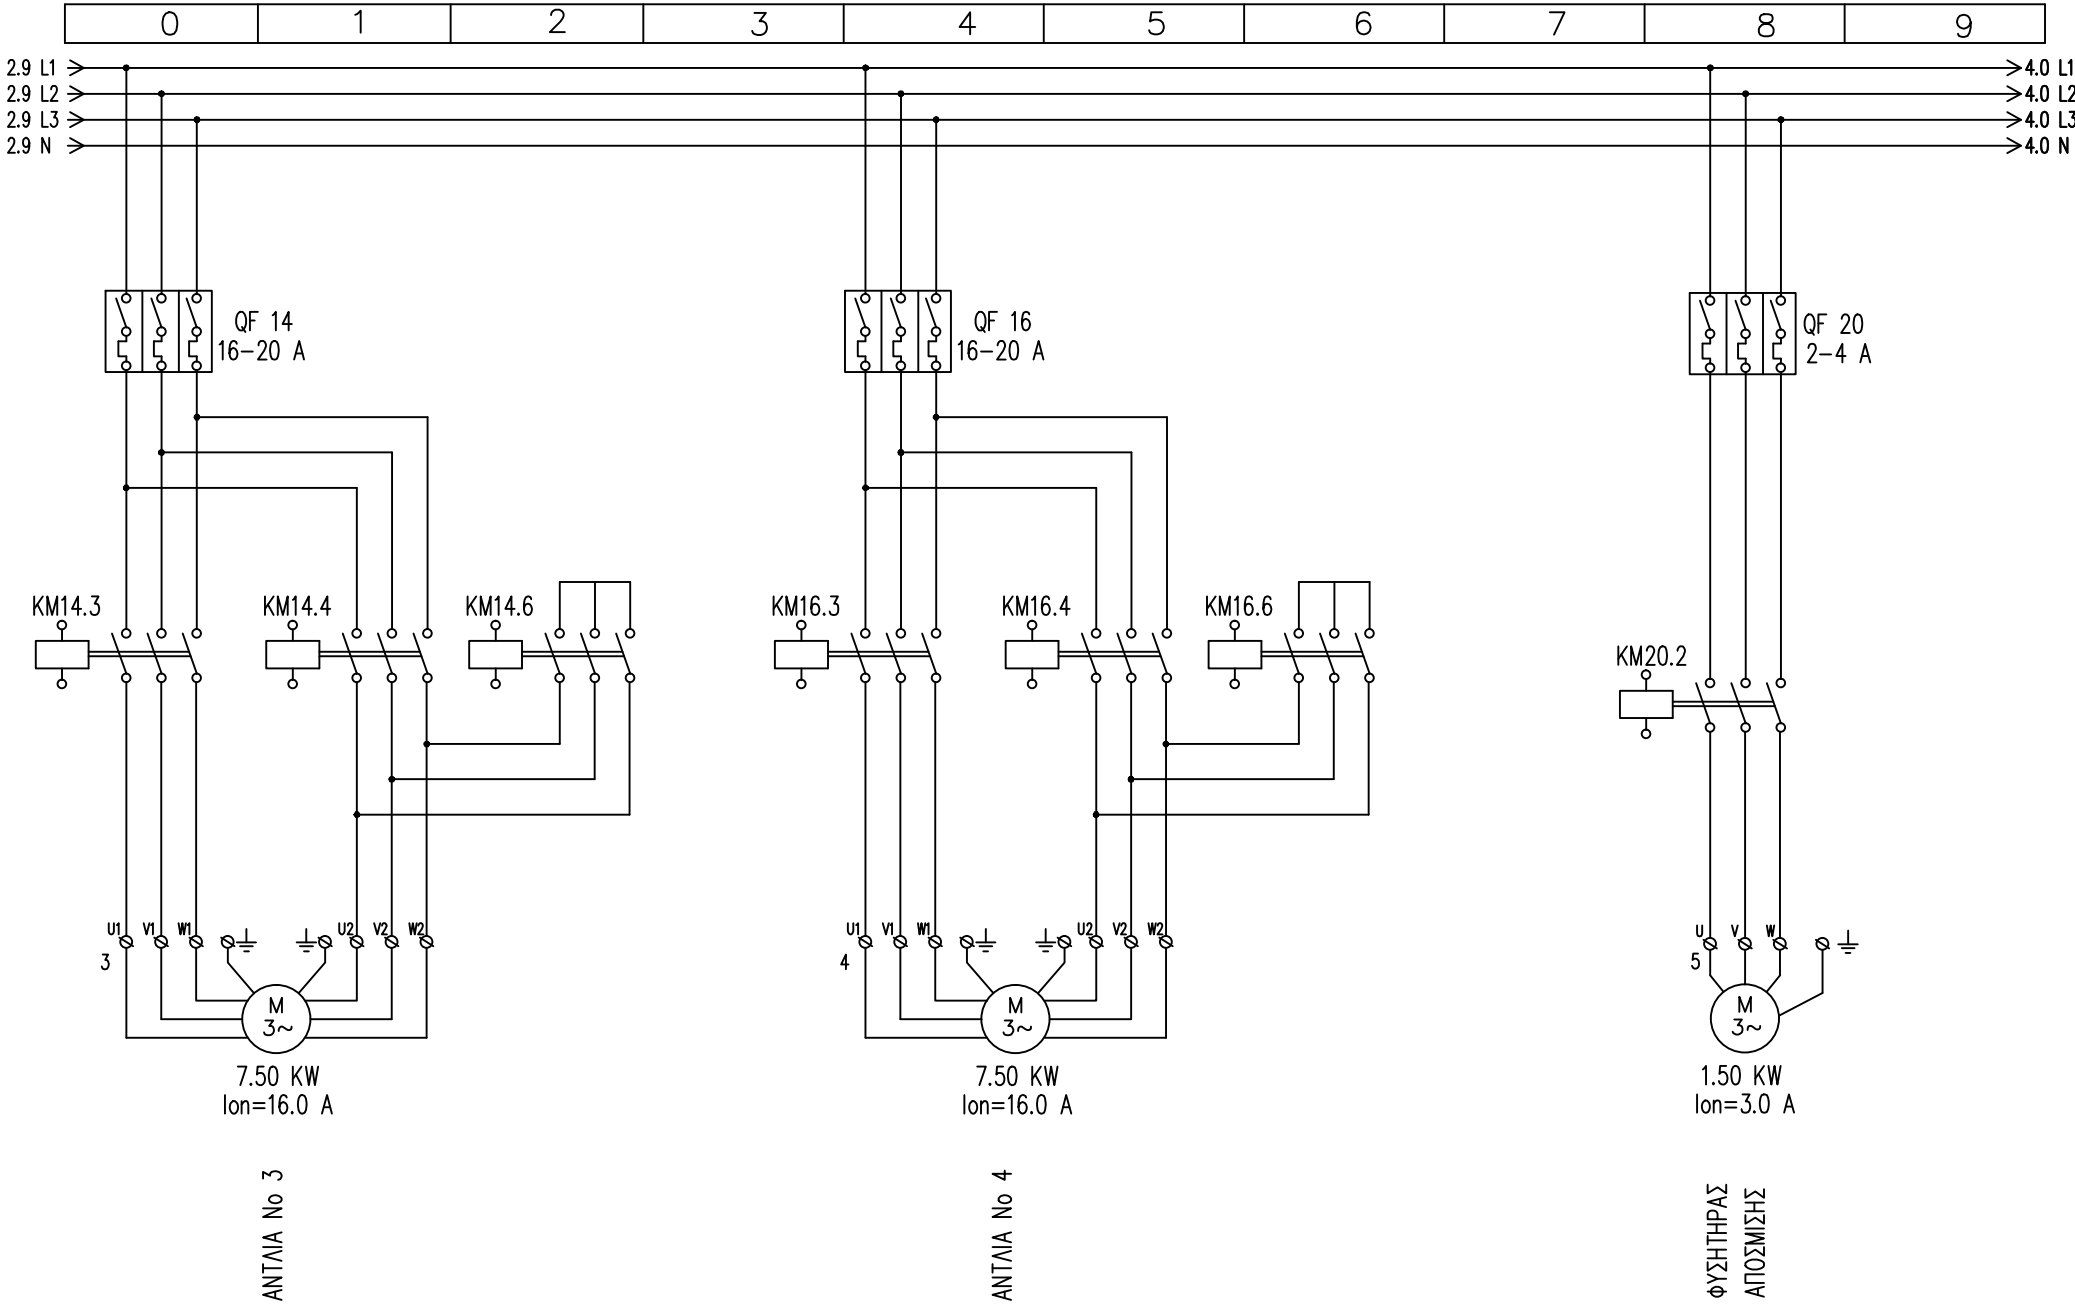 0 1 2 3 4 5 6 7 8 9
2.9 L1
4.0 L1
2.9 L2
4.0 L2
2.9 L3
4.0 L3
2.9 N
4.0 N
QF 14
16-20 A
QF 16
16-20 A
QF 20
2-4 A
KM14.3
KM14.4
KM14.6
KM16.3
KM16.4
KM16.6
KM20.2
U1 V1 W1 U2 V2 W2
3
U1 V1 W1 U2 V2 W2
4
U V W
5
M
3~
M
3~
M
3~
7.50 KW
Ion=16.0 A
7.50 KW
Ion=16.0 A
1.50 KW
Ion=3.0 A
ΑΝΤΛΙΑ Νο 3
ΑΝΤΛΙΑ Νο 4
ΦΥΣΗΤΗΡΑΣ
ΑΠΟΣΜΙΣΗΣ